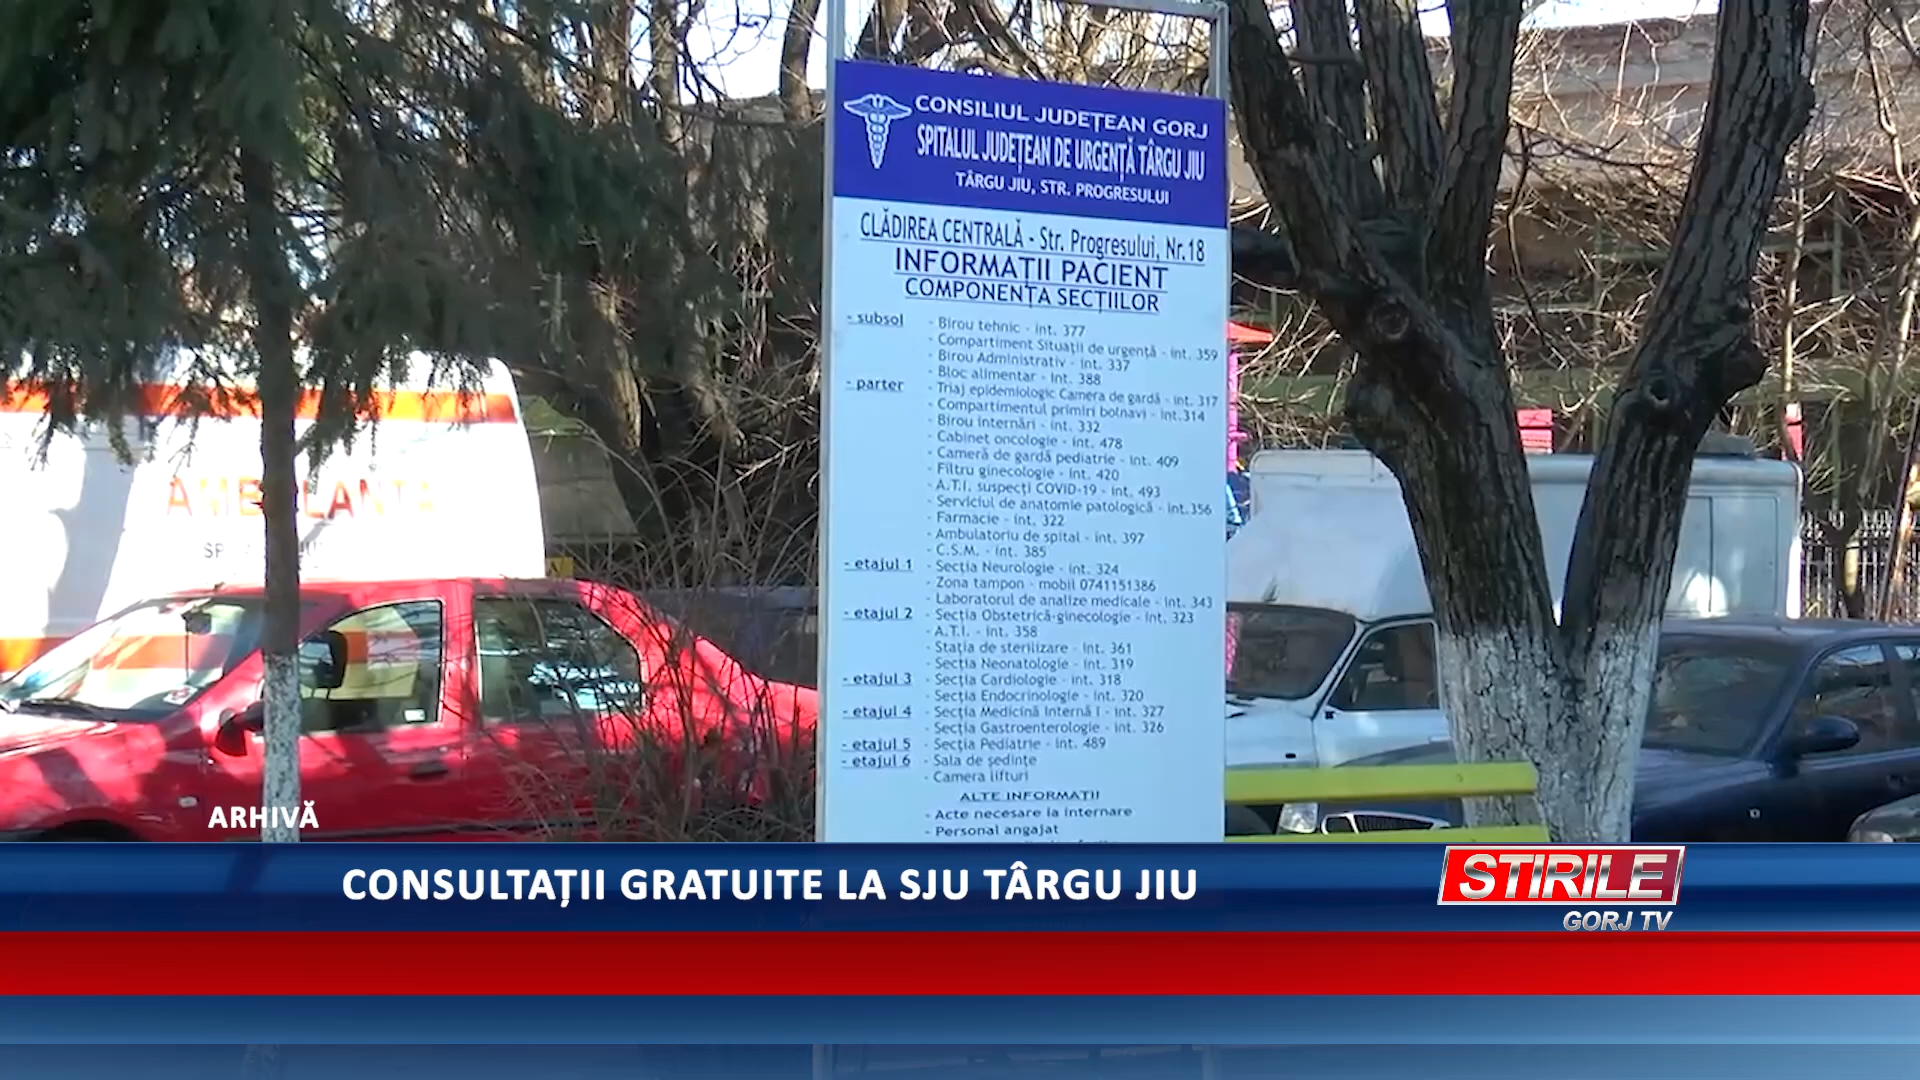 CONSILIUL JUDEȚEAN GORJ
SPITALUL JUDEȚEAN DE URGENȚĂ TÂRGU JIU
TÂRGU JIU, STR. PROGRESULUI
CLĂDIREA CENTRALĂ - Str. Progresului, Nr.18
INFORMAȚII PACIENT
COMPONENȚA SECȚIILOR
- subsol - Birou tehnic - int. 377
- Compartiment Situații de urgență - int. 359
- Birou Administrativ - int. 337
- Bloc alimentar - int. 388
- parter - Triaj epidemiologic Camera de gardă - int. 317
- Compartimentul primiri bolnavi - int.314
- Birou internări - int. 332
- Cabinet oncologie - int. 478
- Cameră de gardă pediatrie - int. 409
- Filtru ginecologie - int. 420
- A.T.I. suspecți COVID-19 - int. 493
- Serviciul de anatomie patologică - int.356
- Farmacie - int. 322
- Ambulatoriu de spital - int. 397
- C.S.M. - int. 385
- etajul 1 - Secția Neurologie - int. 324
- Zona tampon - mobil 0741151386
- Laboratorul de analize medicale - int. 343
- etajul 2 - Secția Obstetrică-ginecologie - int. 323
- A.T.I. - int. 358
- Stația de sterilizare - int. 361
- Secția Neonatologie - int. 319
- etajul 3 - Secția Cardiologie - int. 318
- Secția Endocrinologie - int. 320
- etajul 4 - Secția Medicină Internă I - int. 327
- Secția Gastroenterologie - int. 326
- etajul 5 - Secția Pediatrie - int. 489
- etajul 6 - Sala de ședințe
- Camera lifturi
ALTE INFORMAȚII
- Acte necesare la internare
- Personal angajat
AMBULANȚA
ARHIVĂ
CONSULTAȚII GRATUITE LA SJU TÂRGU JIU
STIRILE
GORJ TV